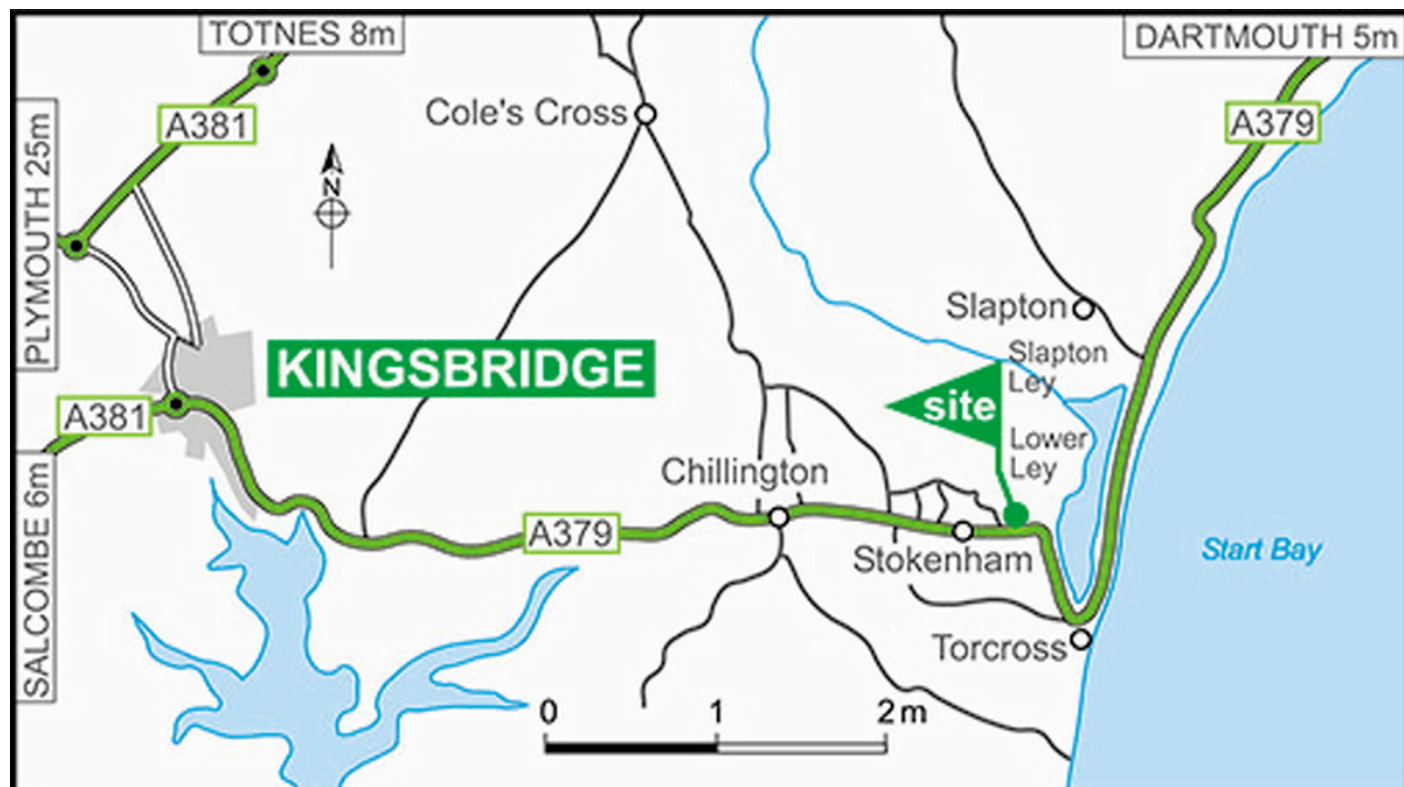 TOTNES 8m
DARTMOUTH 5m
A381
Cole's Cross
A379
PLYMOUTH 25m
N
Slapton
KINGSBRIDGE
Slapton
Ley
site
A381
Lower
Ley
Chillington
SALCOMBE 6m
A379
Stokenham
Start Bay
Torcross
0 1 2m